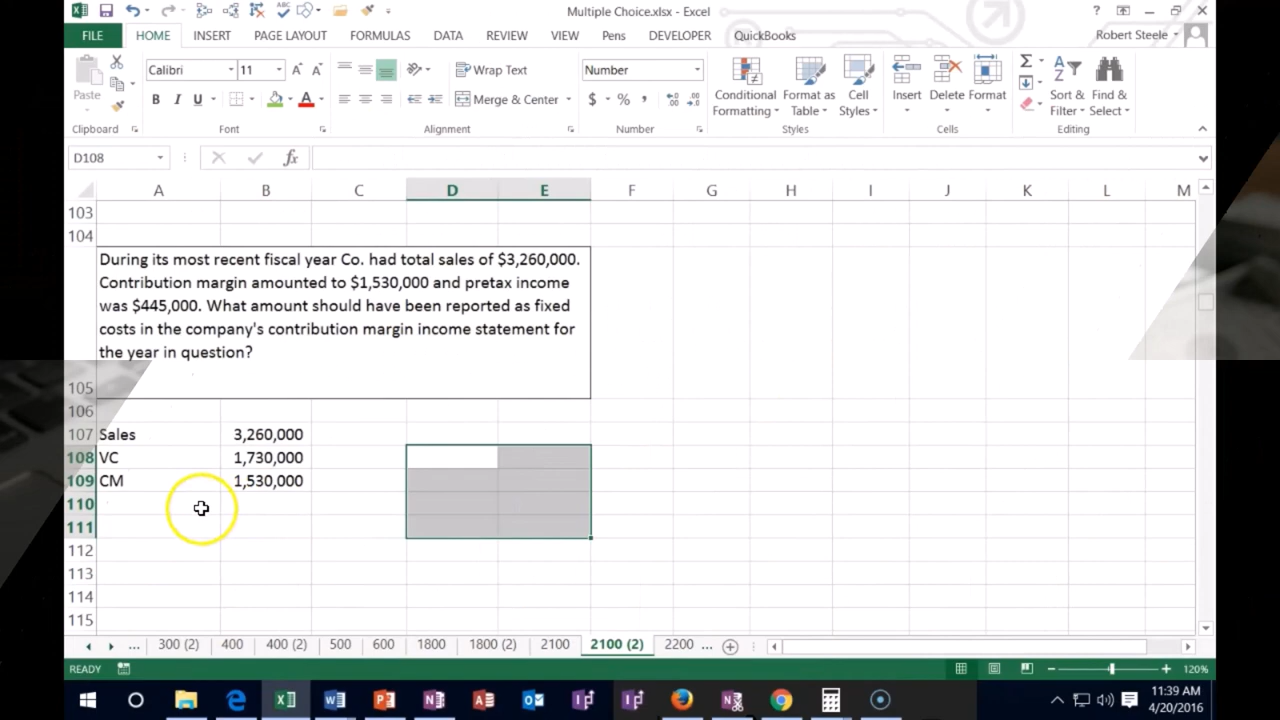 Multiple Choice.xlsx - Excel
?
FILE HOME INSERT PAGE LAYOUT FORMULAS DATA REVIEW VIEW Pens DEVELOPER QuickBooks Robert Steele
Paste Calibri 11 A A Wrap Text Number
B I U A Merge & Center $ % , Conditional Formatting Format as Table Cell Styles Insert Delete Format Sort & Filter Find & Select
Clipboard Font Alignment Number Styles Cells Editing
D108 fx
A B C D E F G H I J K L M
103
104
During its most recent fiscal year Co. had total sales of $3,260,000.
Contribution margin amounted to $1,530,000 and pretax income
was $445,000. What amount should have been reported as fixed
costs in the company's contribution margin income statement for
the year in question?
105
106
107 Sales 3,260,000
108 VC 1,730,000
109 CM 1,530,000
110
111
112
113
114
115
... 300 (2) 400 400 (2) 500 600 1800 1800 (2) 2100 2100 (2) 2200 ...
READY 120%
11:39 AM
4/20/2016